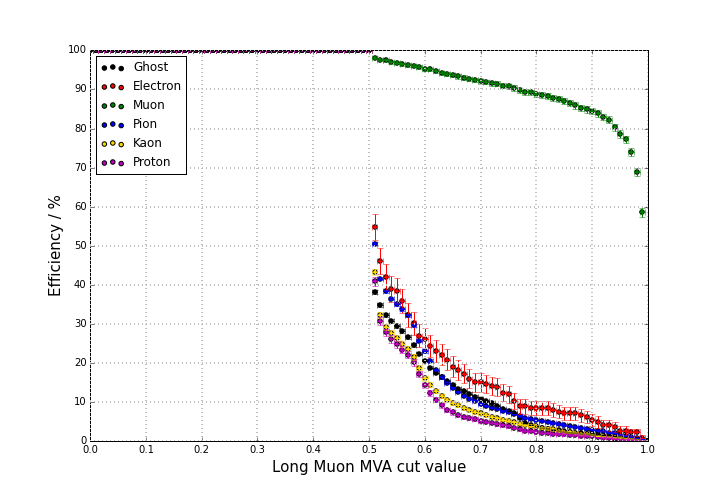 100
90
80
70
60
50
40
30
20
10
0
Efficiency / %
Ghost
Electron
Muon
Pion
Kaon
Proton
0.0 0.1 0.2 0.3 0.4 0.5 0.6 0.7 0.8 0.9 1.0
Long Muon MVA cut value